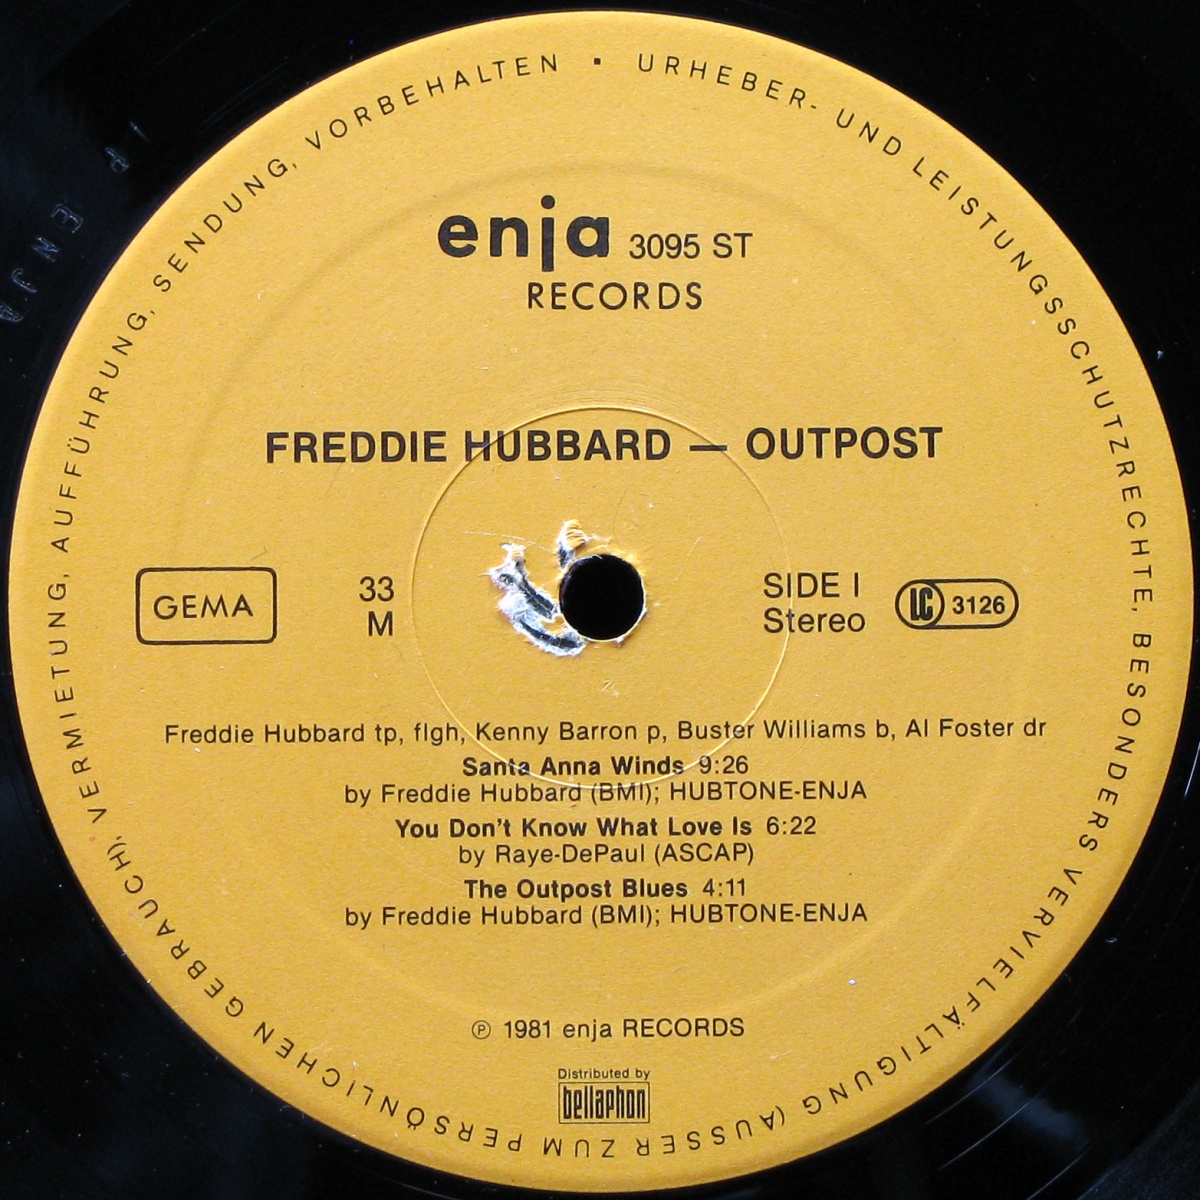 URHEBER- UND LEISTUNGSSCHUTZRECHTE, BESONDERS VERVIELFÄLTIGUNG (AUSSER ZUM PERSÖNLICHEN GEBRAUCH), VERMIETUNG, AUFFÜHRUNG, SENDUNG, VORBEHALTEN ▪
enja 3095 ST
RECORDS
FREDDIE HUBBARD — OUTPOST
GEMA
33
M
SIDE I
Stereo
LC 3126
Freddie Hubbard tp, flgh, Kenny Barron p, Buster Williams b, Al Foster dr
Santa Anna Winds 9:26
by Freddie Hubbard (BMI); HUBTONE-ENJA
You Don't Know What Love Is 6:22
by Raye-DePaul (ASCAP)
The Outpost Blues 4:11
by Freddie Hubbard (BMI); HUBTONE-ENJA
℗ 1981 enja RECORDS
Distributed by
bellaphon
ENJA